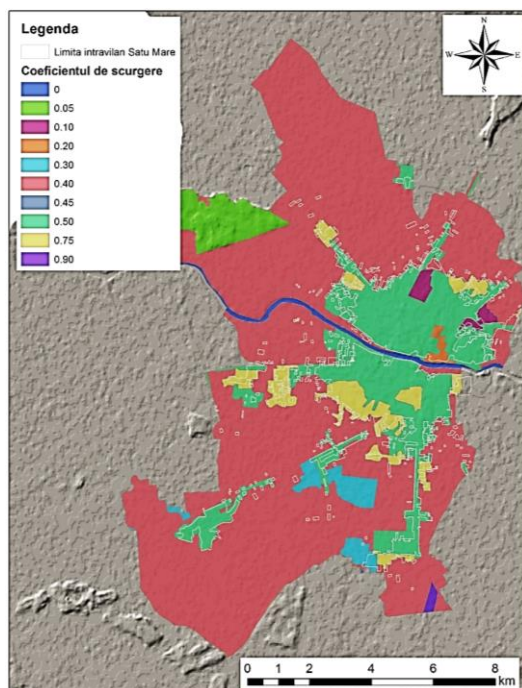 Legenda
Limita intravilan Satu Mare
Coeficientul de scurgere
0
0.05
0.10
0.20
0.30
0.40
0.45
0.50
0.75
0.90
N
W E
S
0 1 2 4 6 8
km